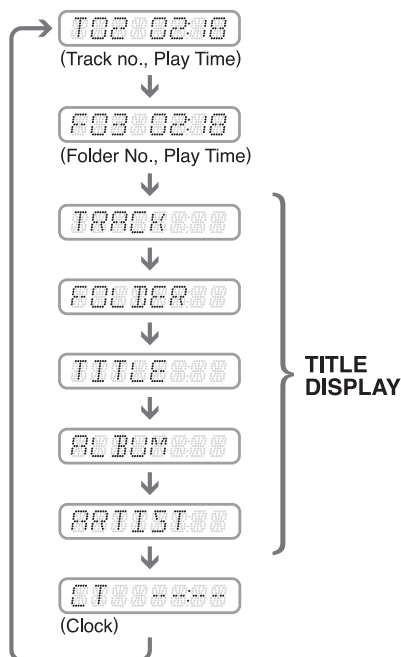 T02 02:18
(Track no., Play Time)
F03 02:18
(Folder No., Play Time)
TRACK
FOLDER
TITLE
ALBUM
ARTIST
TITLE
DISPLAY
CT --:--
(Clock)